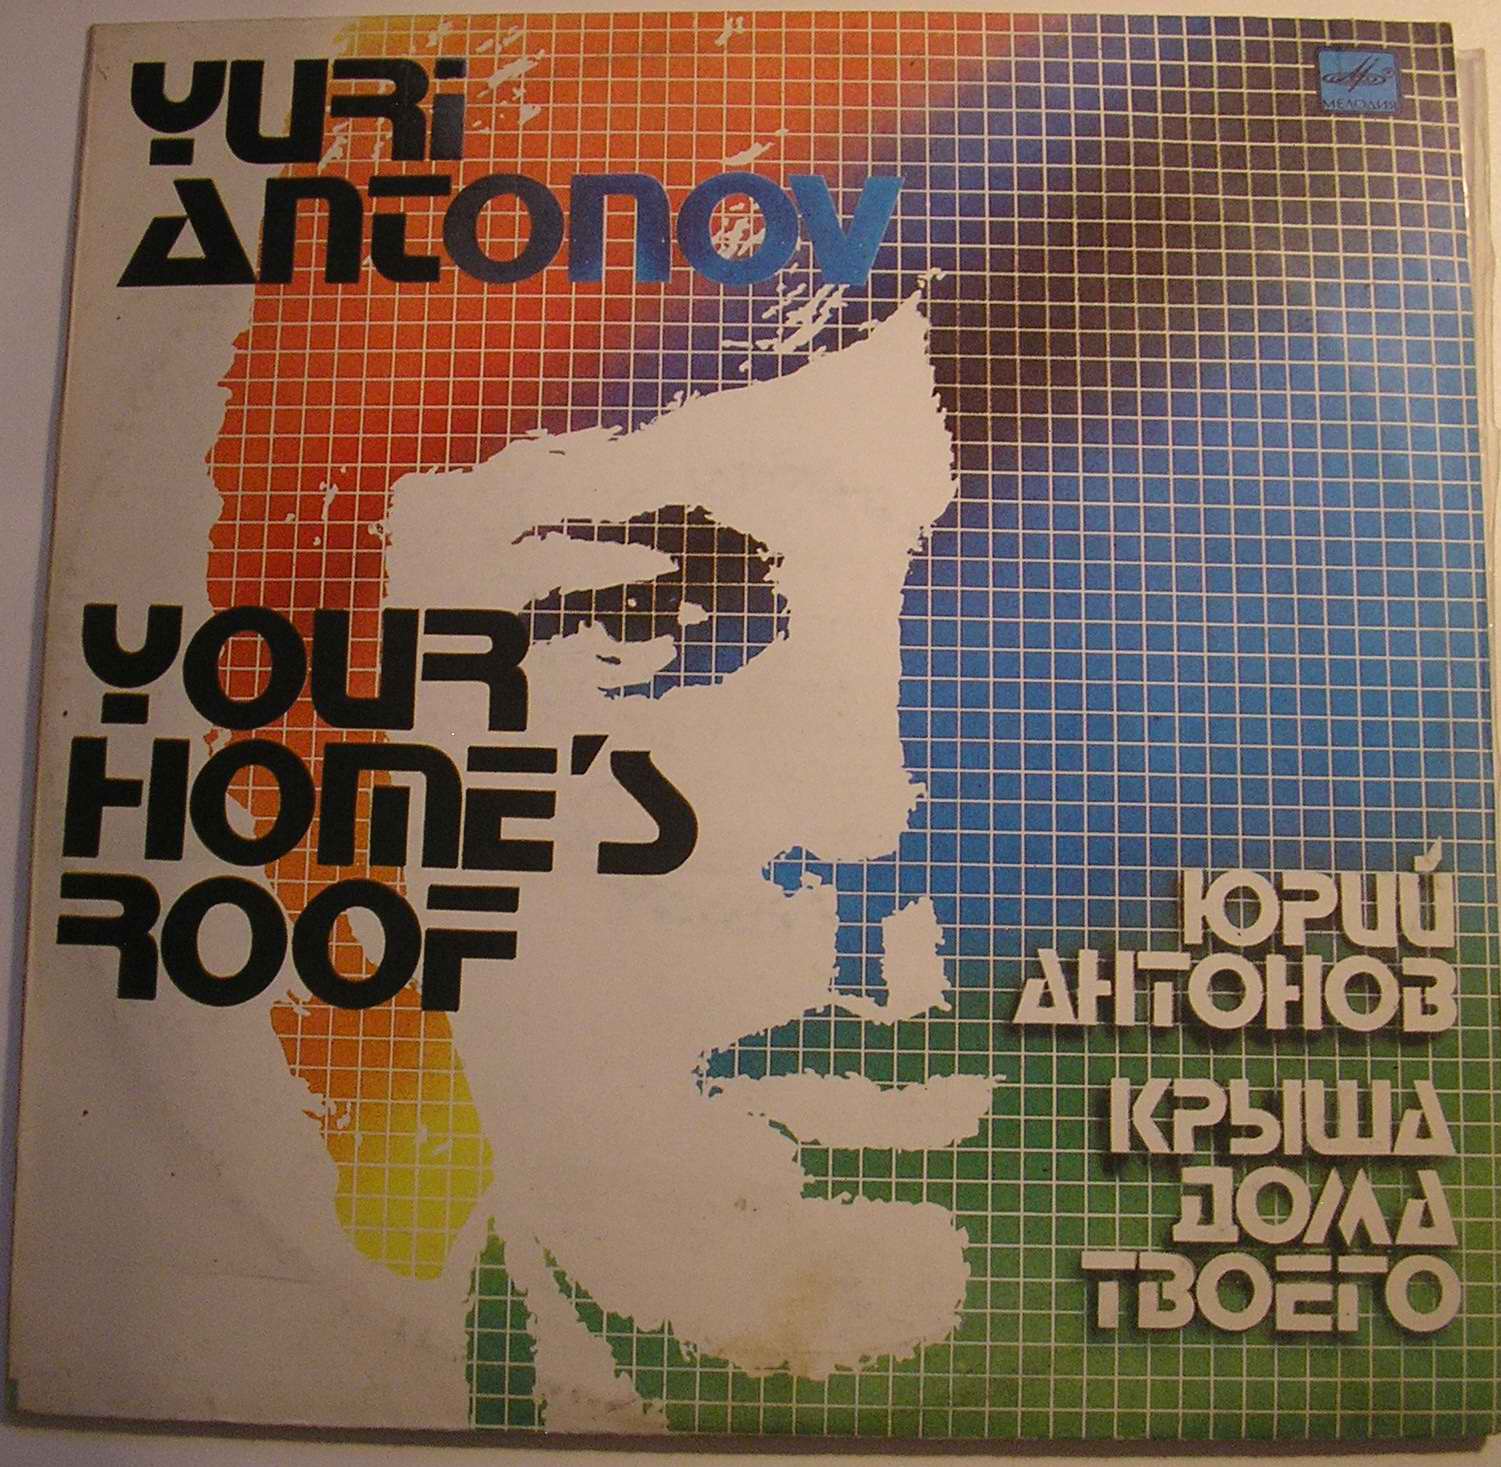 YURI
ANTONOV
МЕЛОДИЯ
YOUR
HOME'S
ROOF
ЮРИЙ
АНТОНОВ
КРЫША
ДОМА
ТВОЕГО